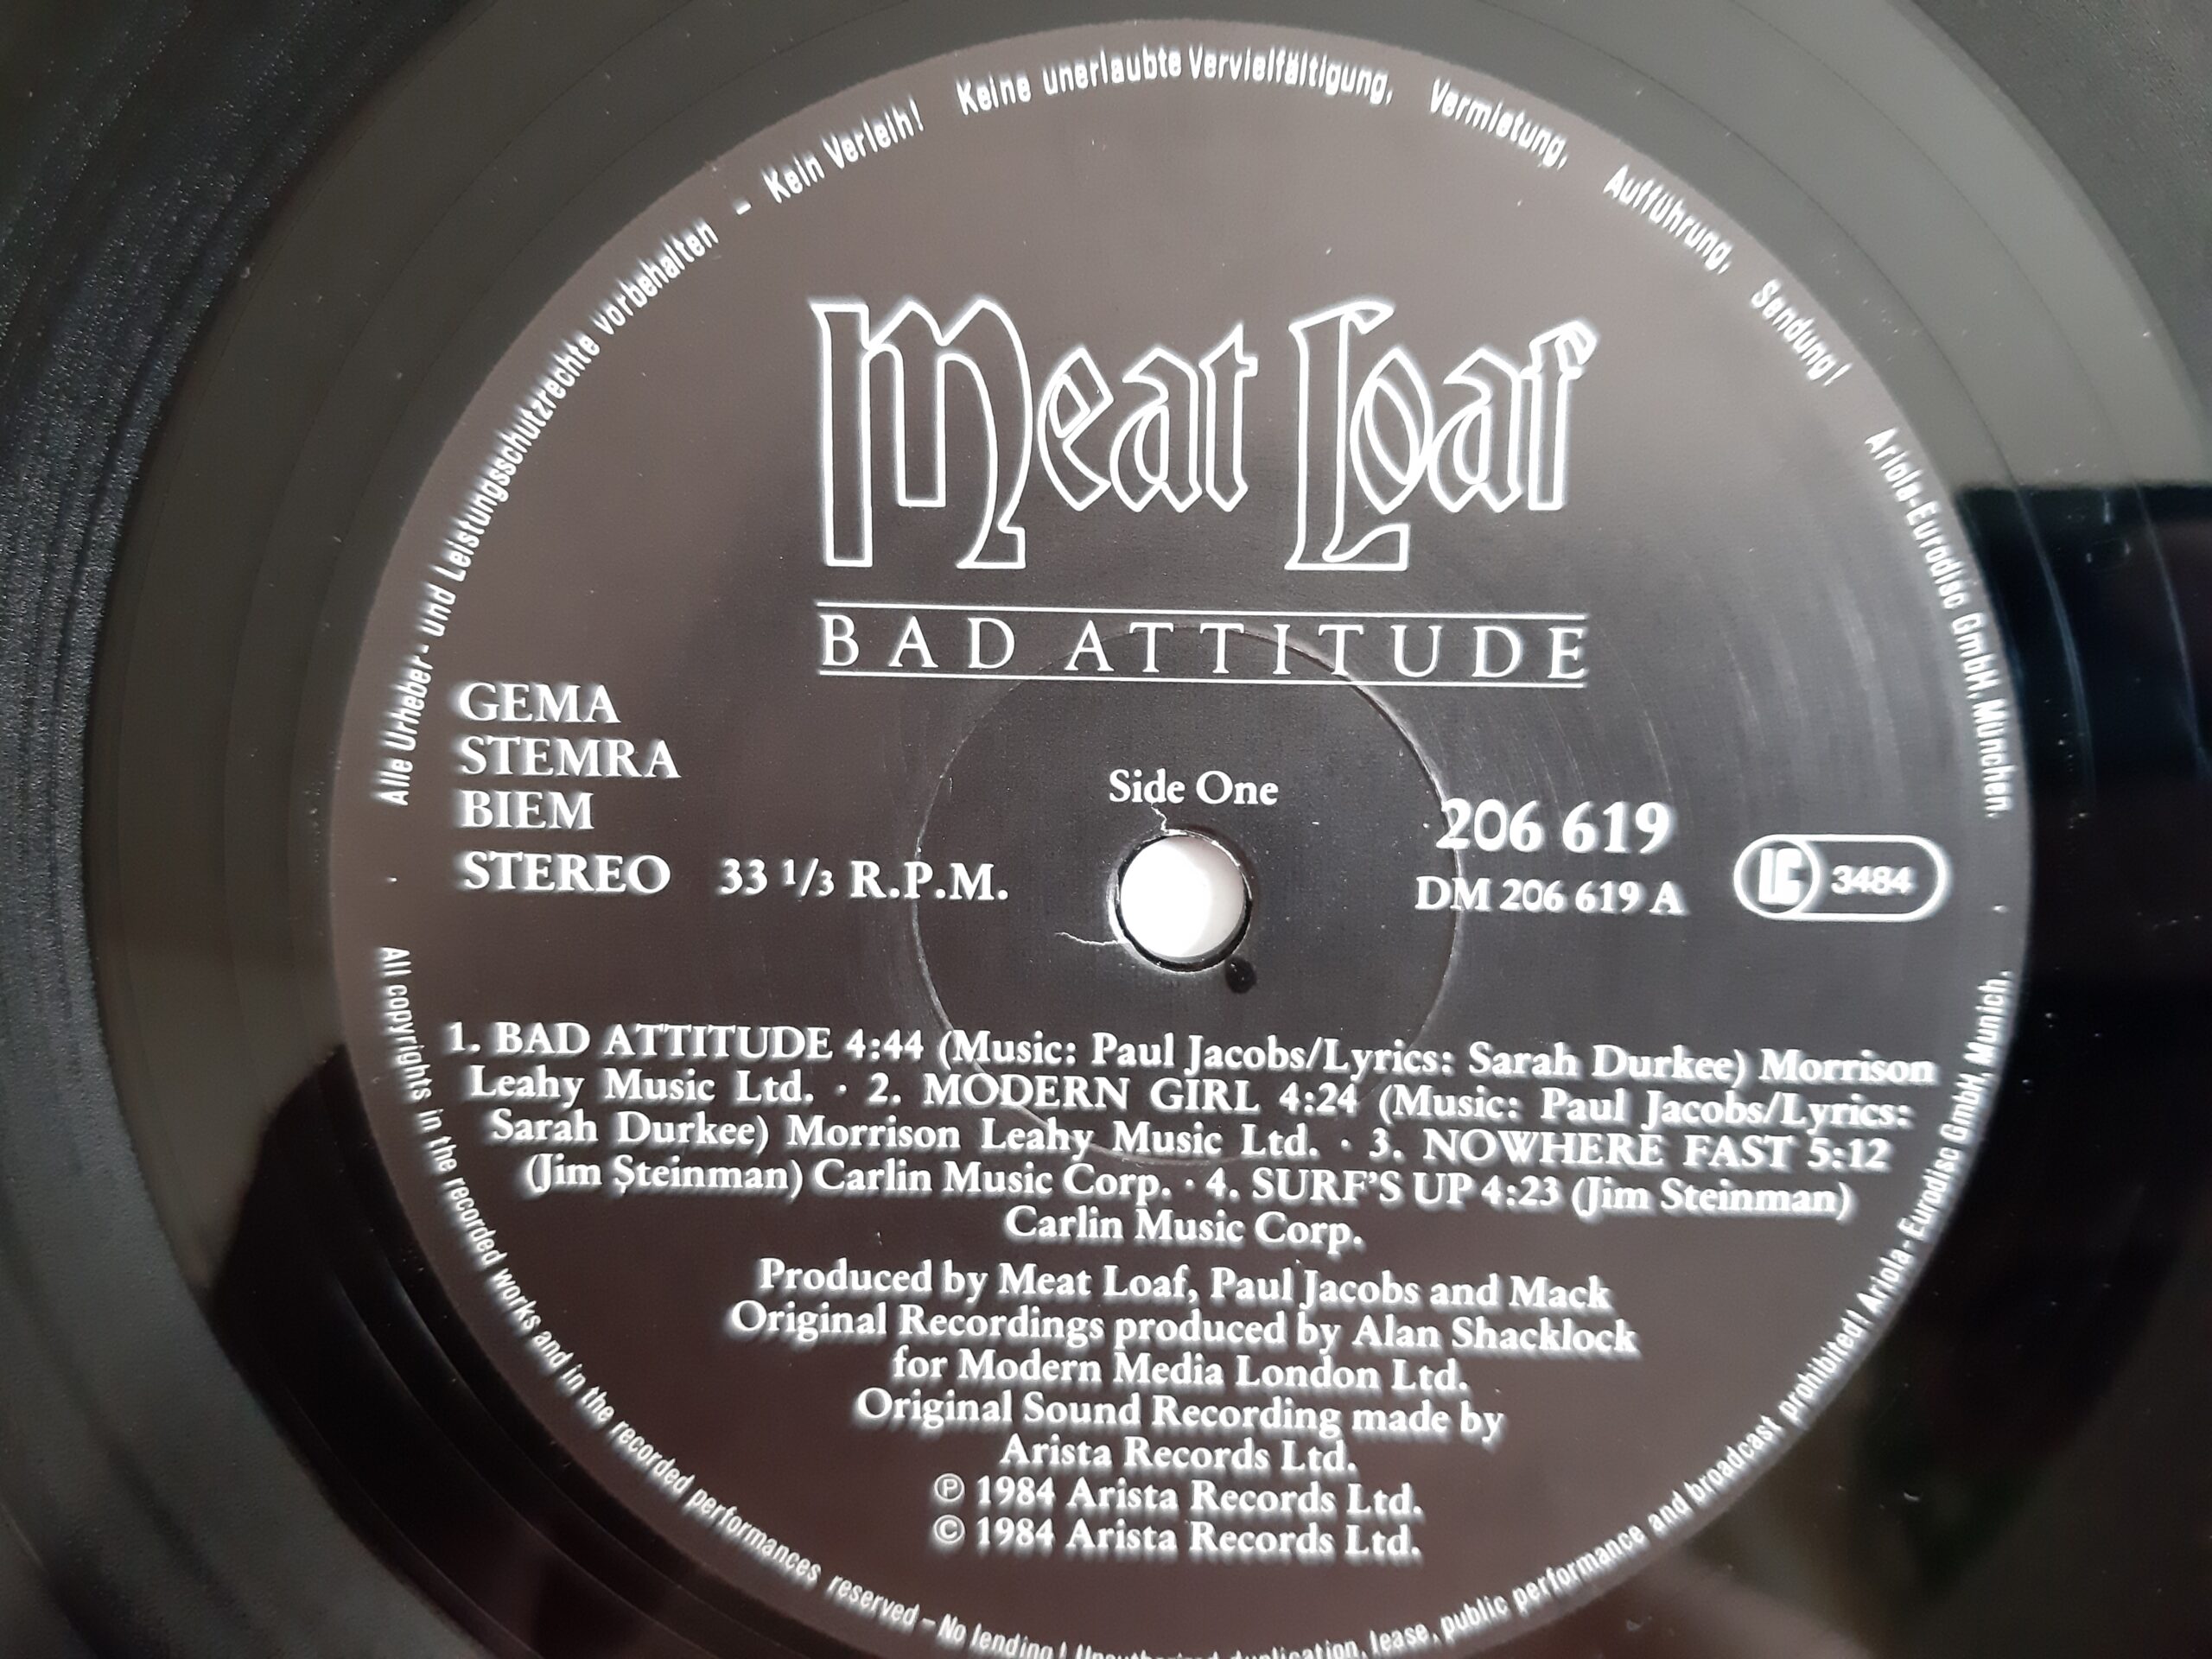 Alle Urheber- und Leistungsschutzrechte vorbehalten – Kein Verleih! Keine unerlaubte Vervielfältigung, Vermietung, Aufführung, Sendung! Ariola-Eurodisc GmbH, München.
Meat Loaf
BAD ATTITUDE
GEMA
STEMRA
BIEM
STEREO 33 1/3 R.P.M.
Side One
206 619
DM 206 619 A
LC 3484
1. BAD ATTITUDE 4:44 (Music: Paul Jacobs/Lyrics: Sarah Durkee) Morrison
Leahy Music Ltd. · 2. MODERN GIRL 4:24 (Music: Paul Jacobs/Lyrics:
Sarah Durkee) Morrison Leahy Music Ltd. · 3. NOWHERE FAST 5:12
(Jim Steinman) Carlin Music Corp. · 4. SURF'S UP 4:23 (Jim Steinman)
Carlin Music Corp.
Produced by Meat Loaf, Paul Jacobs and Mack
Original Recordings produced by Alan Shacklock
for Modern Media London Ltd.
Original Sound Recording made by
Arista Records Ltd.
℗ 1984 Arista Records Ltd.
© 1984 Arista Records Ltd.
All copyrights in the recorded works and in the recorded performances reserved – No lending! Unauthorized duplication, lease, public performance and broadcast prohibited! Ariola-Eurodisc GmbH, Munich.